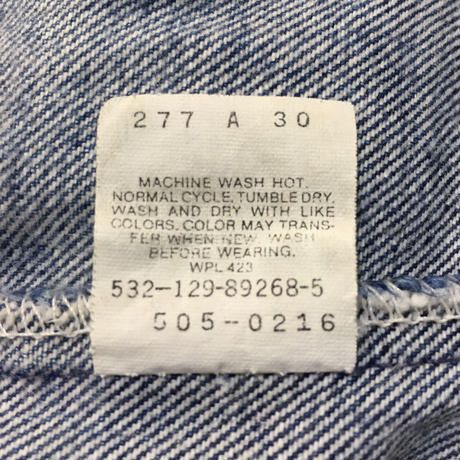 277 A 30
MACHINE WASH HOT.
NORMAL CYCLE. TUMBLE DRY.
WASH AND DRY WITH LIKE
COLORS. COLOR MAY TRANS-
FER WHEN NEW. WASH
BEFORE WEARING.
WPL 423
532-129-89268-5
505-0216